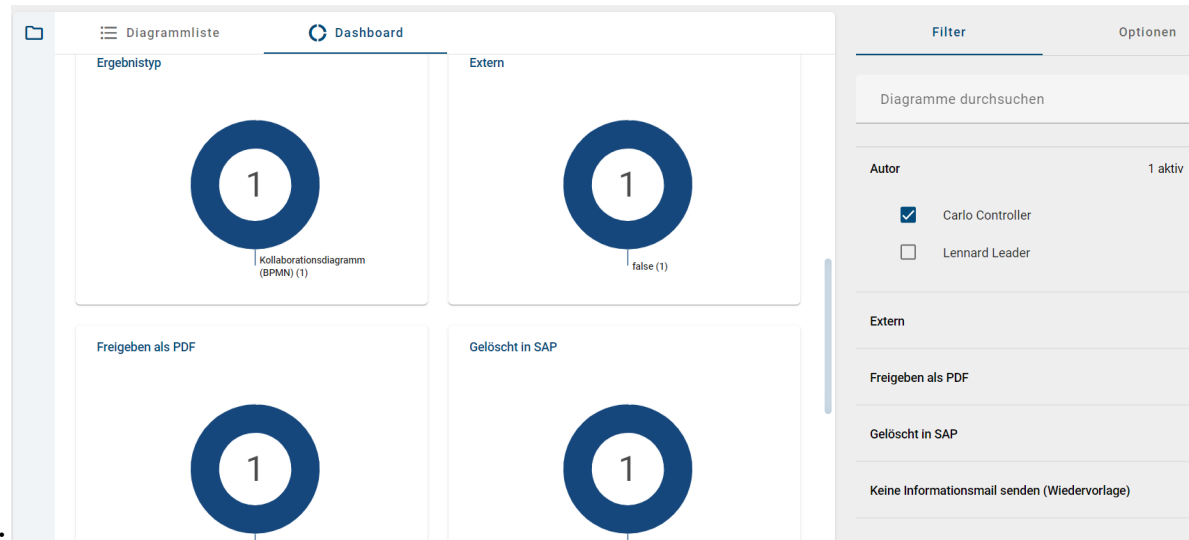 Diagrammliste
Dashboard
Filter
Optionen
Ergebnistyp
Extern
1
1
Kollaborationsdiagramm
(BPMN) (1)
false (1)
Freigeben als PDF
Gelöscht in SAP
1
1
Diagramme durchsuchen
Autor
1 aktiv
Carlo Controller
Lennard Leader
Extern
Freigeben als PDF
Gelöscht in SAP
Keine Informationsmail senden (Wiedervorlage)